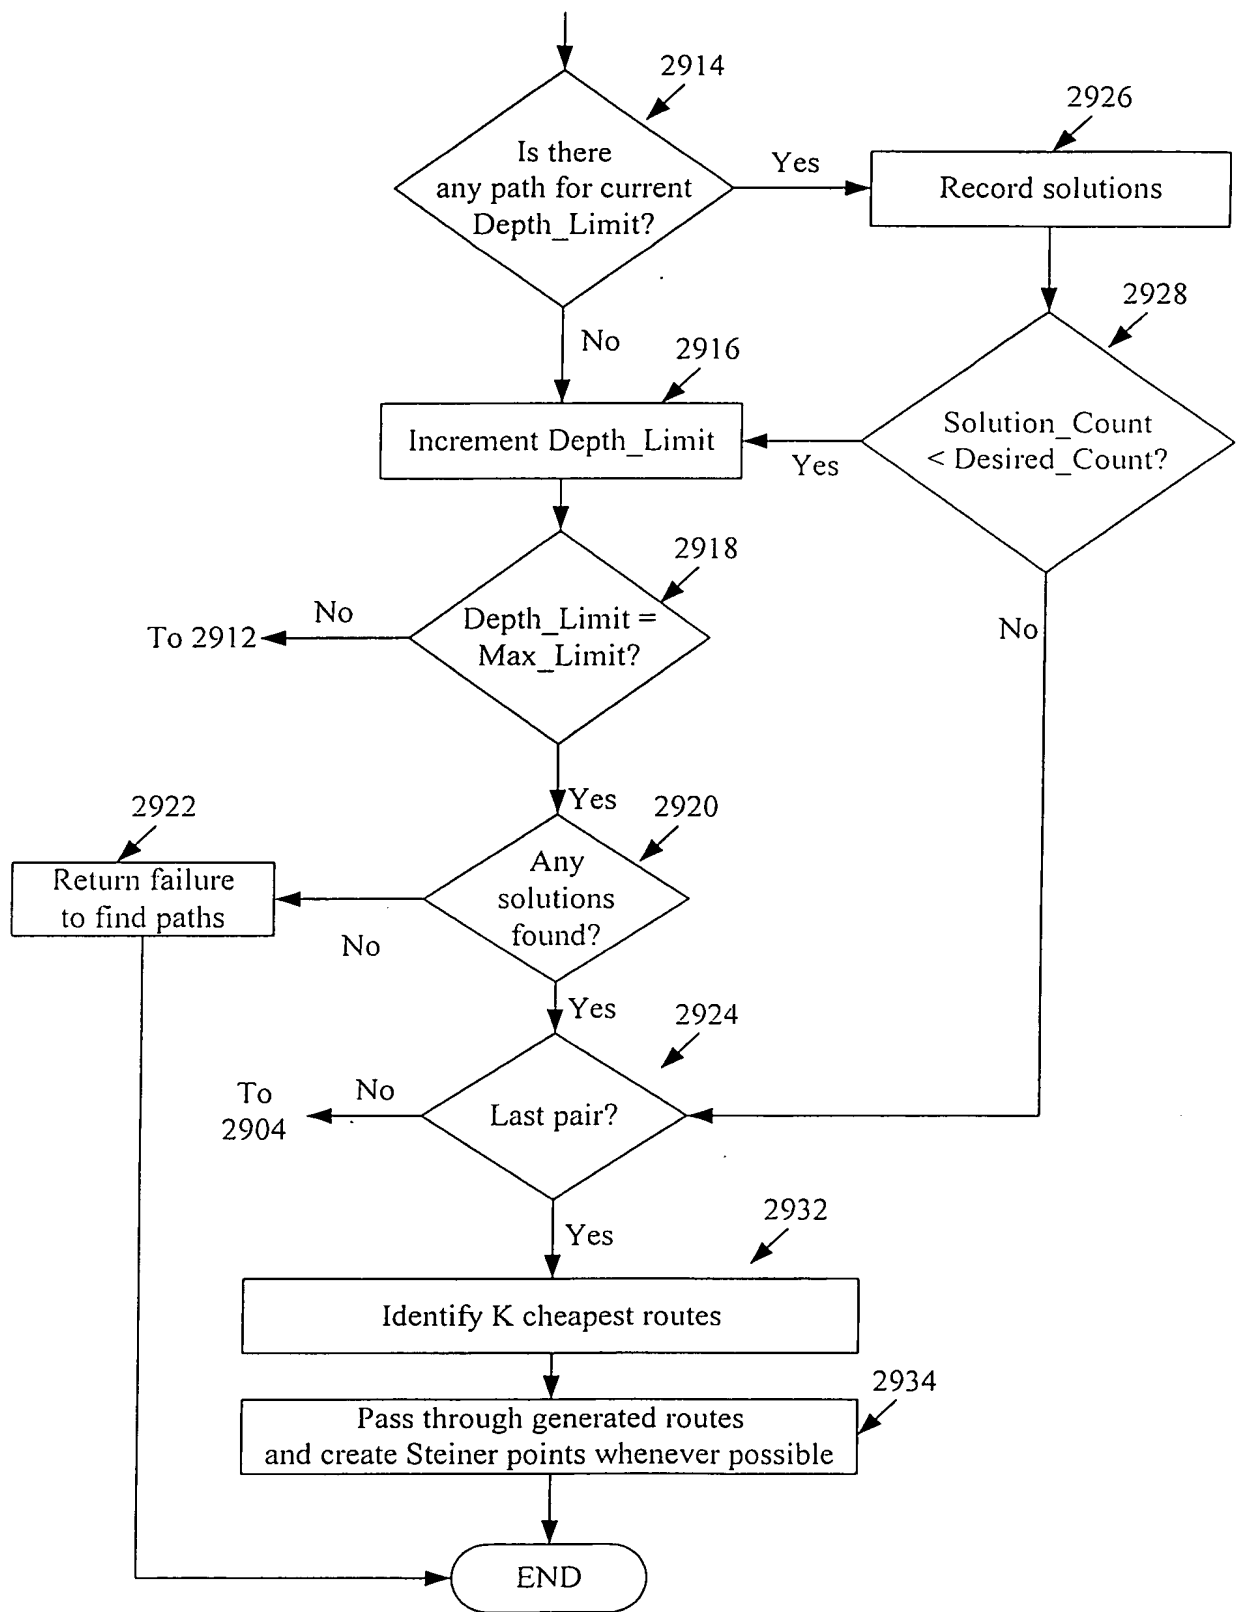 2914
Is there
any path for current
Depth_Limit?
Yes
2926
Record solutions
No
2916
Increment Depth_Limit
2928
Solution_Count
< Desired_Count?
Yes
No
2918
Depth_Limit =
Max_Limit?
No
To 2912
Yes
2920
Any
solutions
found?
No
2922
Return failure
to find paths
Yes
2924
Last pair?
No
To
2904
Yes
2932
Identify K cheapest routes
2934
Pass through generated routes
and create Steiner points whenever possible
END